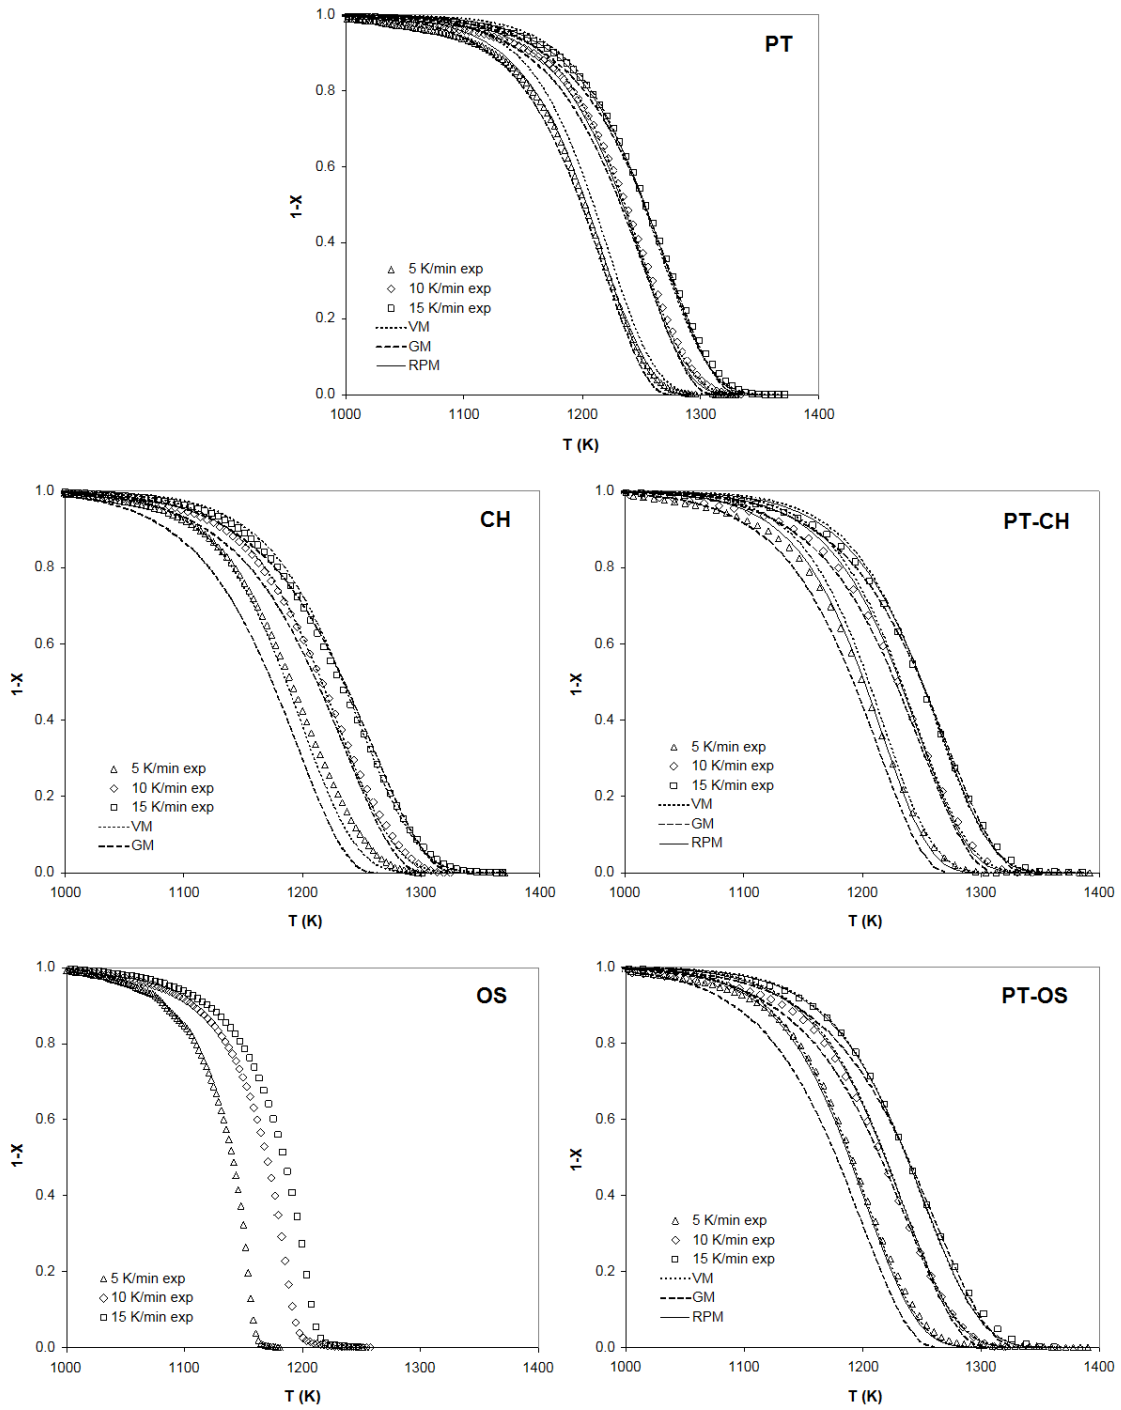 PT
1.0
0.8
0.6
0.4
0.2
0.0
1-X
5 K/min exp
10 K/min exp
15 K/min exp
VM
GM
RPM
1000 1100 1200 1300 1400
T (K)
CH
1.0
0.8
0.6
0.4
0.2
0.0
1-X
5 K/min exp
10 K/min exp
15 K/min exp
VM
GM
1000 1100 1200 1300 1400
T (K)
PT-CH
1.0
0.8
0.6
0.4
0.2
0.0
1-X
5 K/min exp
10 K/min exp
15 K/min exp
VM
GM
RPM
1000 1100 1200 1300 1400
T (K)
OS
1.0
0.8
0.6
0.4
0.2
0.0
1-X
5 K/min exp
10 K/min exp
15 K/min exp
1000 1100 1200 1300 1400
T (K)
PT-OS
1.0
0.8
0.6
0.4
0.2
0.0
1-X
5 K/min exp
10 K/min exp
15 K/min exp
VM
GM
RPM
1000 1100 1200 1300 1400
T (K)